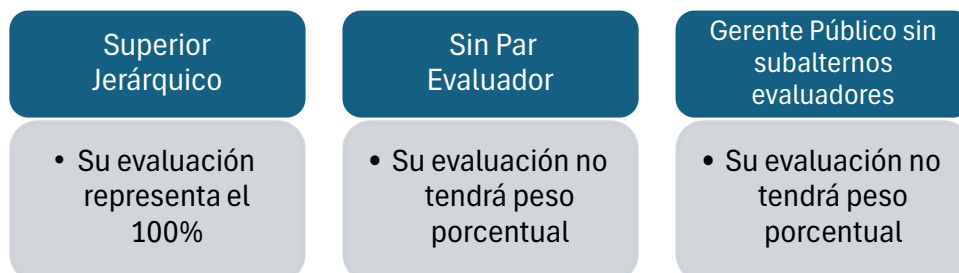 Superior
Jerárquico
• Su evaluación
representa el
100%
Sin Par
Evaluador
• Su evaluación no
tendrá peso
porcentual
Gerente Público sin
subalternos
evaluadores
• Su evaluación no
tendrá peso
porcentual